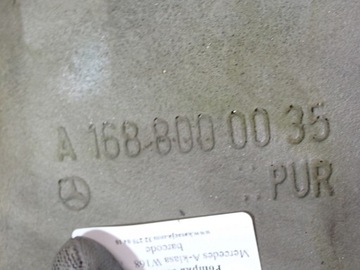 A 168 800 00 35
..PUR
Mercedes A-klasa W168
barcode